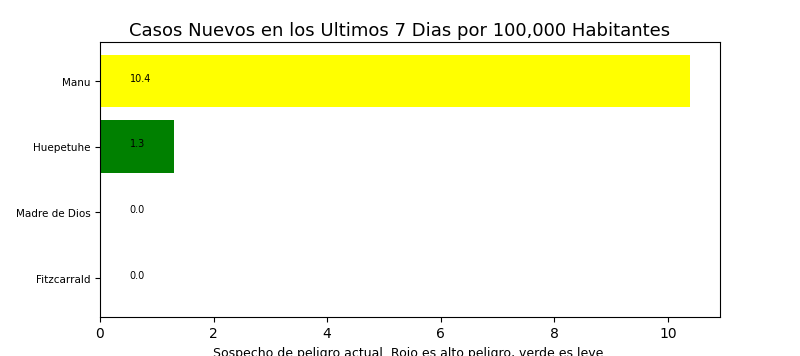 Casos Nuevos en los Ultimos 7 Dias por 100,000 Habitantes
Manu 10.4
Huepetuhe 1.3
Madre de Dios 0.0
Fitzcarrald 0.0
0 2 4 6 8 10
Sospecho de peligro actual. Rojo es alto peligro, verde es leve